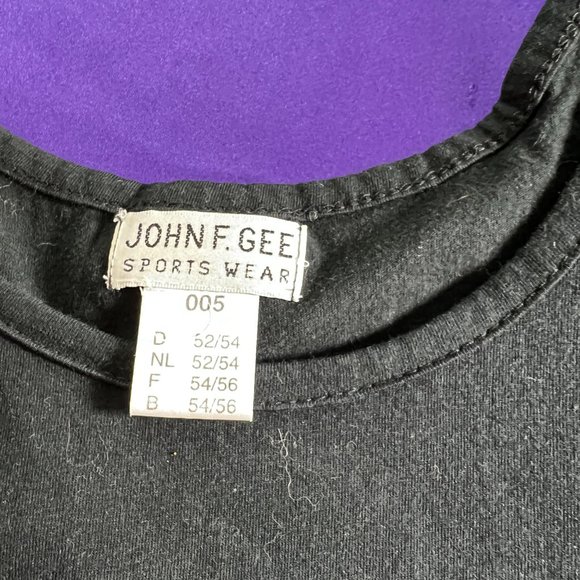 JOHN F. GEE
SPORTS WEAR
005
D 52/54
NL 52/54
F 54/56
B 54/56